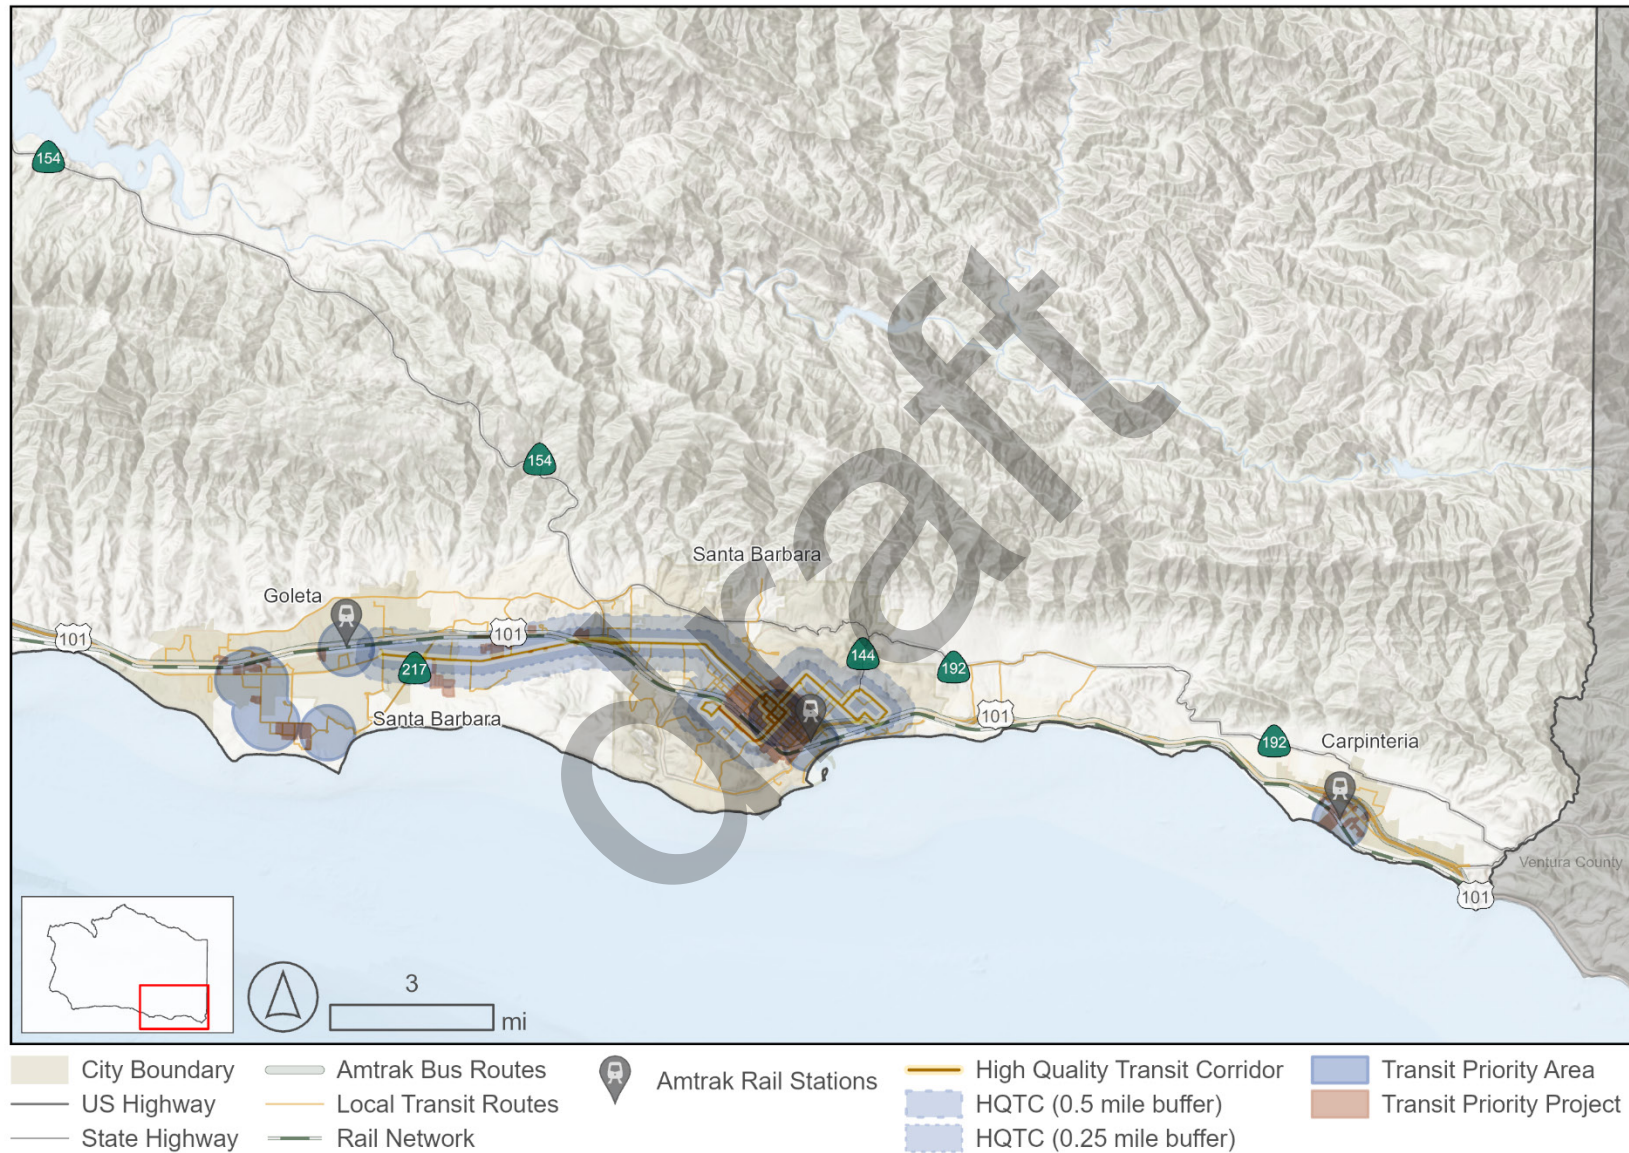 154
154
Santa Barbara
Goleta
101
101
217
144
192
Santa Barbara
101
192
Carpinteria
Ventura County
101
draft
3
mi
City Boundary
US Highway
State Highway
Amtrak Bus Routes
Local Transit Routes
Rail Network
Amtrak Rail Stations
High Quality Transit Corridor
HQTC (0.5 mile buffer)
HQTC (0.25 mile buffer)
Transit Priority Area
Transit Priority Project